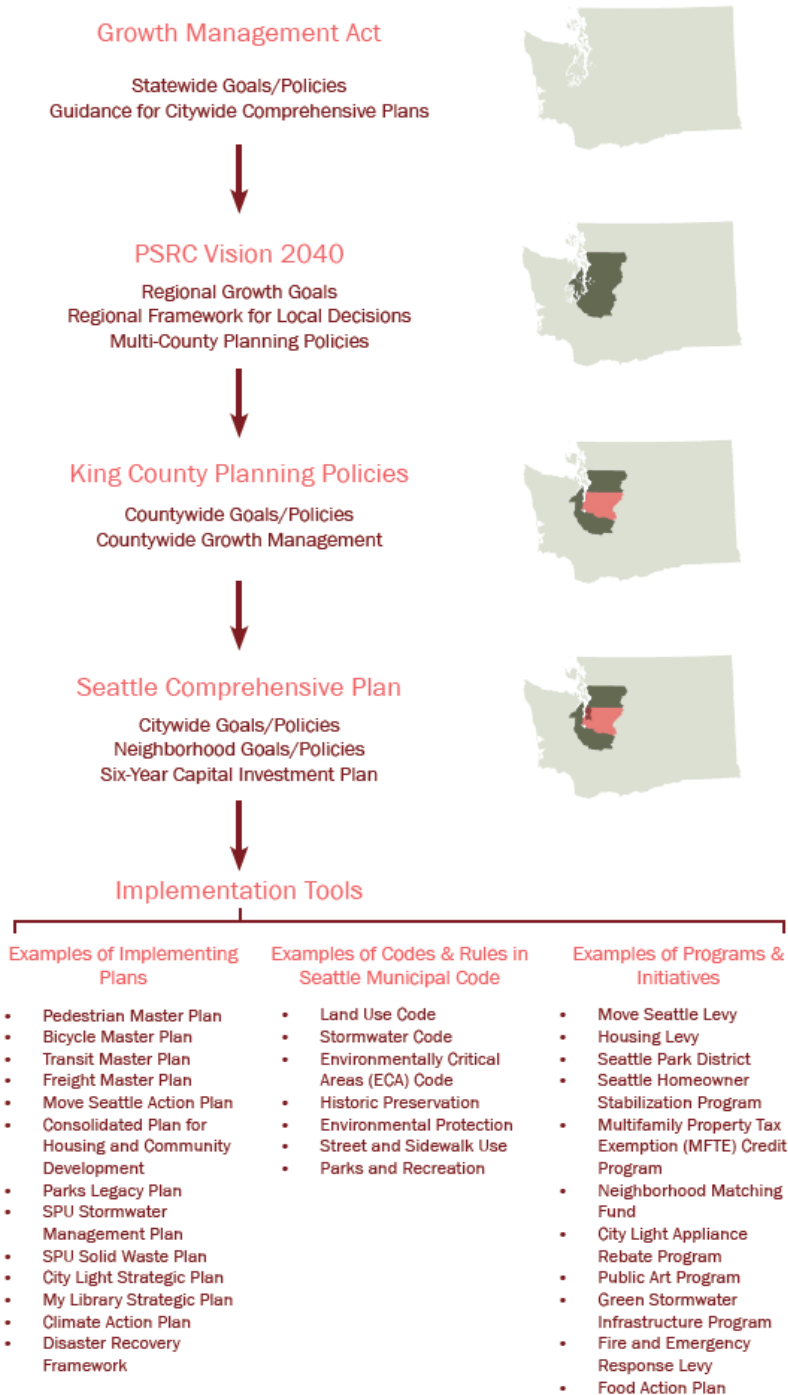 Growth Management Act
Statewide Goals/Policies
Guidance for Citywide Comprehensive Plans
PSRC Vision 2040
Regional Growth Goals
Regional Framework for Local Decisions
Multi-County Planning Policies
King County Planning Policies
Countywide Goals/Policies
Countywide Growth Management
Seattle Comprehensive Plan
Citywide Goals/Policies
Neighborhood Goals/Policies
Six-Year Capital Investment Plan
Implementation Tools
Examples of Implementing
Plans
• Pedestrian Master Plan
• Bicycle Master Plan
• Transit Master Plan
• Freight Master Plan
• Move Seattle Action Plan
• Consolidated Plan for
Housing and Community
Development
• Parks Legacy Plan
• SPU Stormwater
Management Plan
• SPU Solid Waste Plan
• City Light Strategic Plan
• My Library Strategic Plan
• Climate Action Plan
• Disaster Recovery
Framework
Examples of Codes & Rules in
Seattle Municipal Code
• Land Use Code
• Stormwater Code
• Environmentally Critical
Areas (ECA) Code
• Historic Preservation
• Environmental Protection
• Street and Sidewalk Use
• Parks and Recreation
Examples of Programs &
Initiatives
• Move Seattle Levy
• Housing Levy
• Seattle Park District
• Seattle Homeowner
Stabilization Program
• Multifamily Property Tax
Exemption (MFTE) Credit
Program
• Neighborhood Matching
Fund
• City Light Appliance
Rebate Program
• Public Art Program
• Green Stormwater
Infrastructure Program
• Fire and Emergency
Response Levy
• Food Action Plan